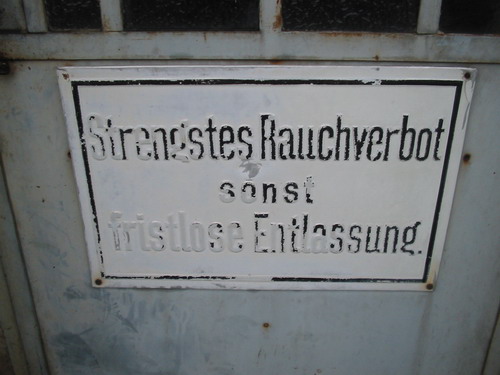 Strengstes Rauchverbot
sonst
fristlose Entlassung.